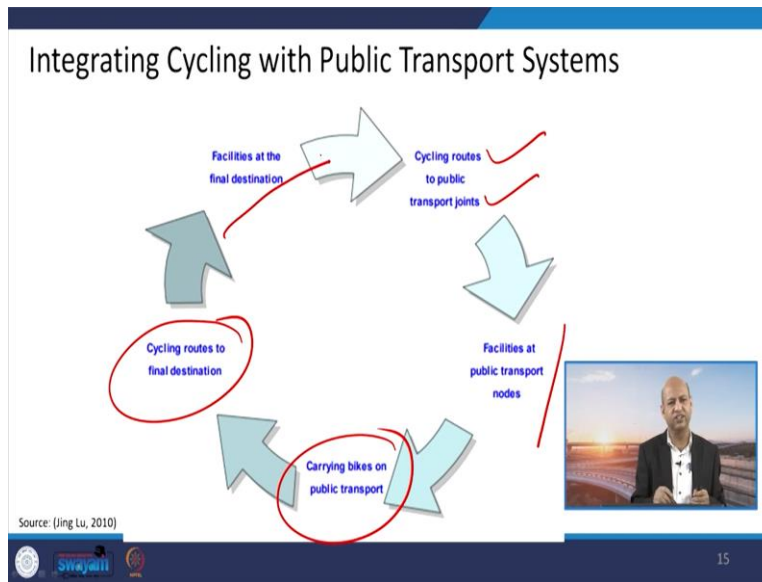 Integrating Cycling with Public Transport Systems
Facilities at the
final destination
Cycling routes
to public
transport joints
Facilities at
public transport
nodes
Carrying bikes on
public transport
Cycling routes to
final destination
Source: (Jing Lu, 2010)
swayam
15